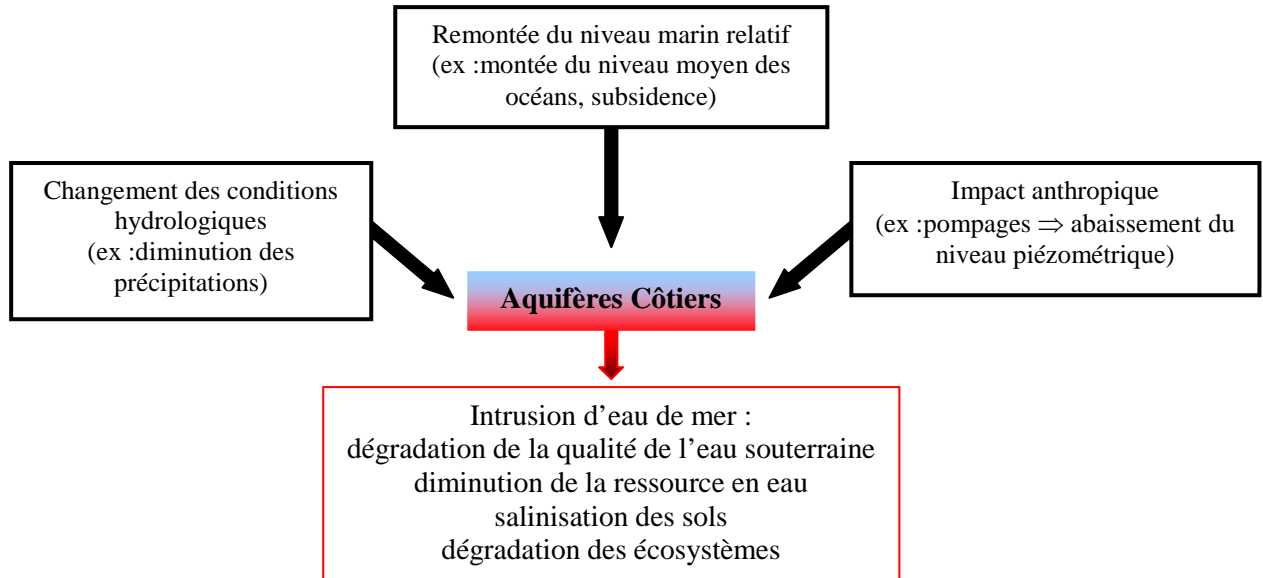 Remontée du niveau marin relatif
(ex :montée du niveau moyen des
océans, subsidence)
Changement des conditions
hydrologiques
(ex :diminution des
précipitations)
Impact anthropique
(ex :pompages ⇒ abaissement du
niveau piézométrique)
Aquifères Côtiers
Intrusion d’eau de mer :
dégradation de la qualité de l’eau souterraine
diminution de la ressource en eau
salinisation des sols
dégradation des écosystèmes